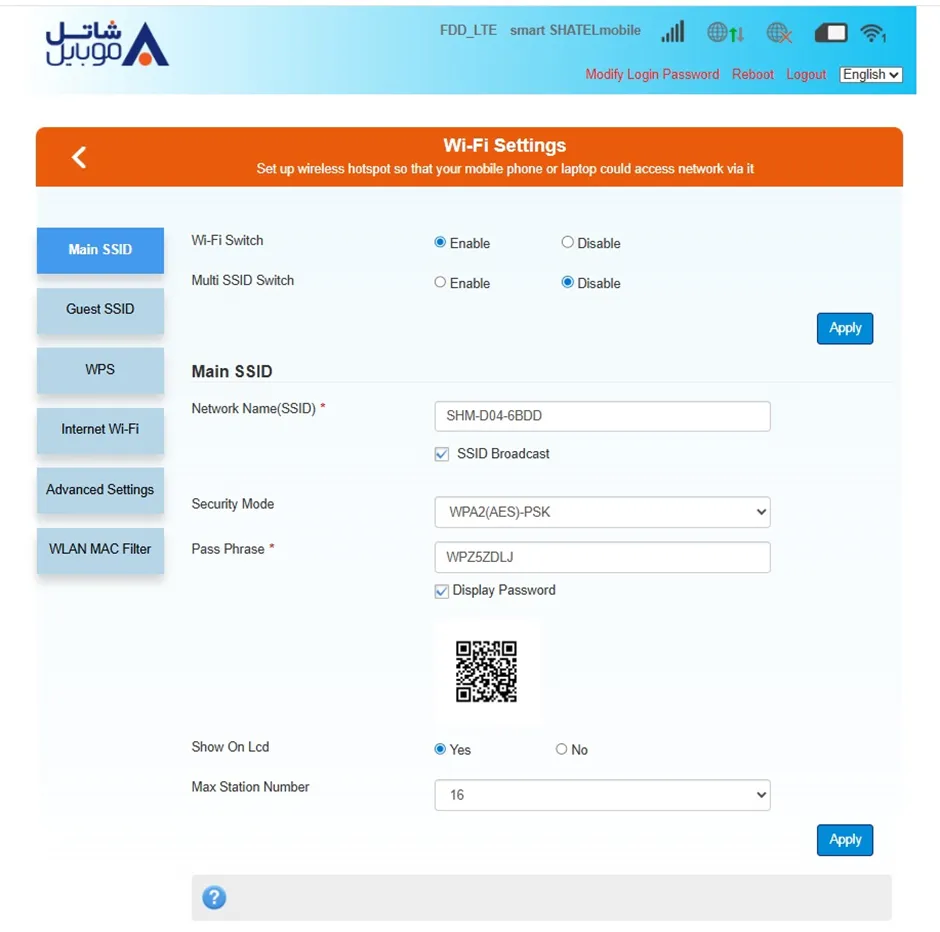 شاتل
موبایل
FDD_LTE smart SHATELmobile 1
Modify Login Password Reboot Logout English
Wi-Fi Settings
Set up wireless hotspot so that your mobile phone or laptop could access network via it
Main SSID
Guest SSID
WPS
Internet Wi-Fi
Advanced Settings
WLAN MAC Filter
Wi-Fi Switch Enable Disable
Multi SSID Switch Enable Disable
Apply
Main SSID
Network Name(SSID) * SHM-D04-6BDD
SSID Broadcast
Security Mode WPA2(AES)-PSK
Pass Phrase * WPZ5ZDLJ
Display Password
Show On Lcd Yes No
Max Station Number 16
Apply
?